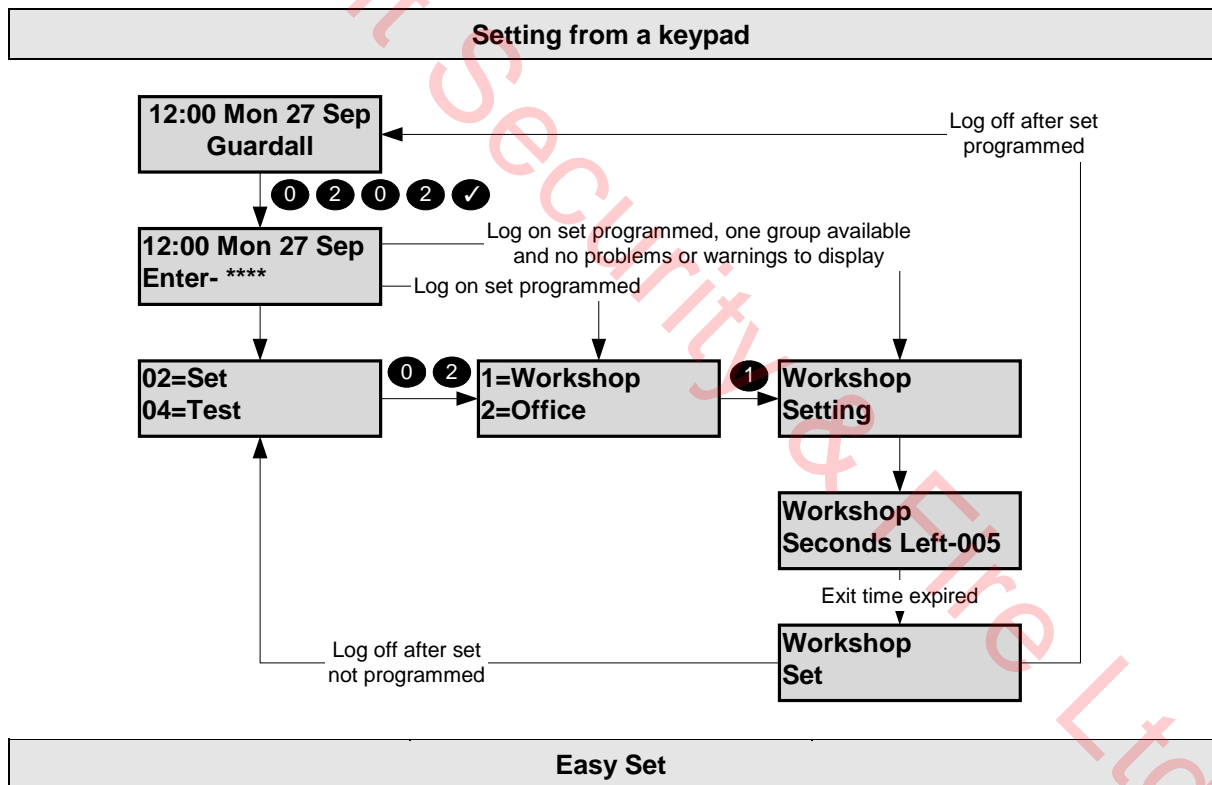 Setting from a keypad
12:00 Mon 27 Sep
Guardall
Log off after set
programmed
0 2 0 2 ✓
12:00 Mon 27 Sep
Enter- ****
Log on set programmed, one group available
and no problems or warnings to display
Log on set programmed
02=Set
04=Test
0 2
1=Workshop
2=Office
1
Workshop
Setting
Workshop
Seconds Left-005
Exit time expired
Workshop
Set
Log off after set
not programmed
Easy Set
Security & Fire Ltd